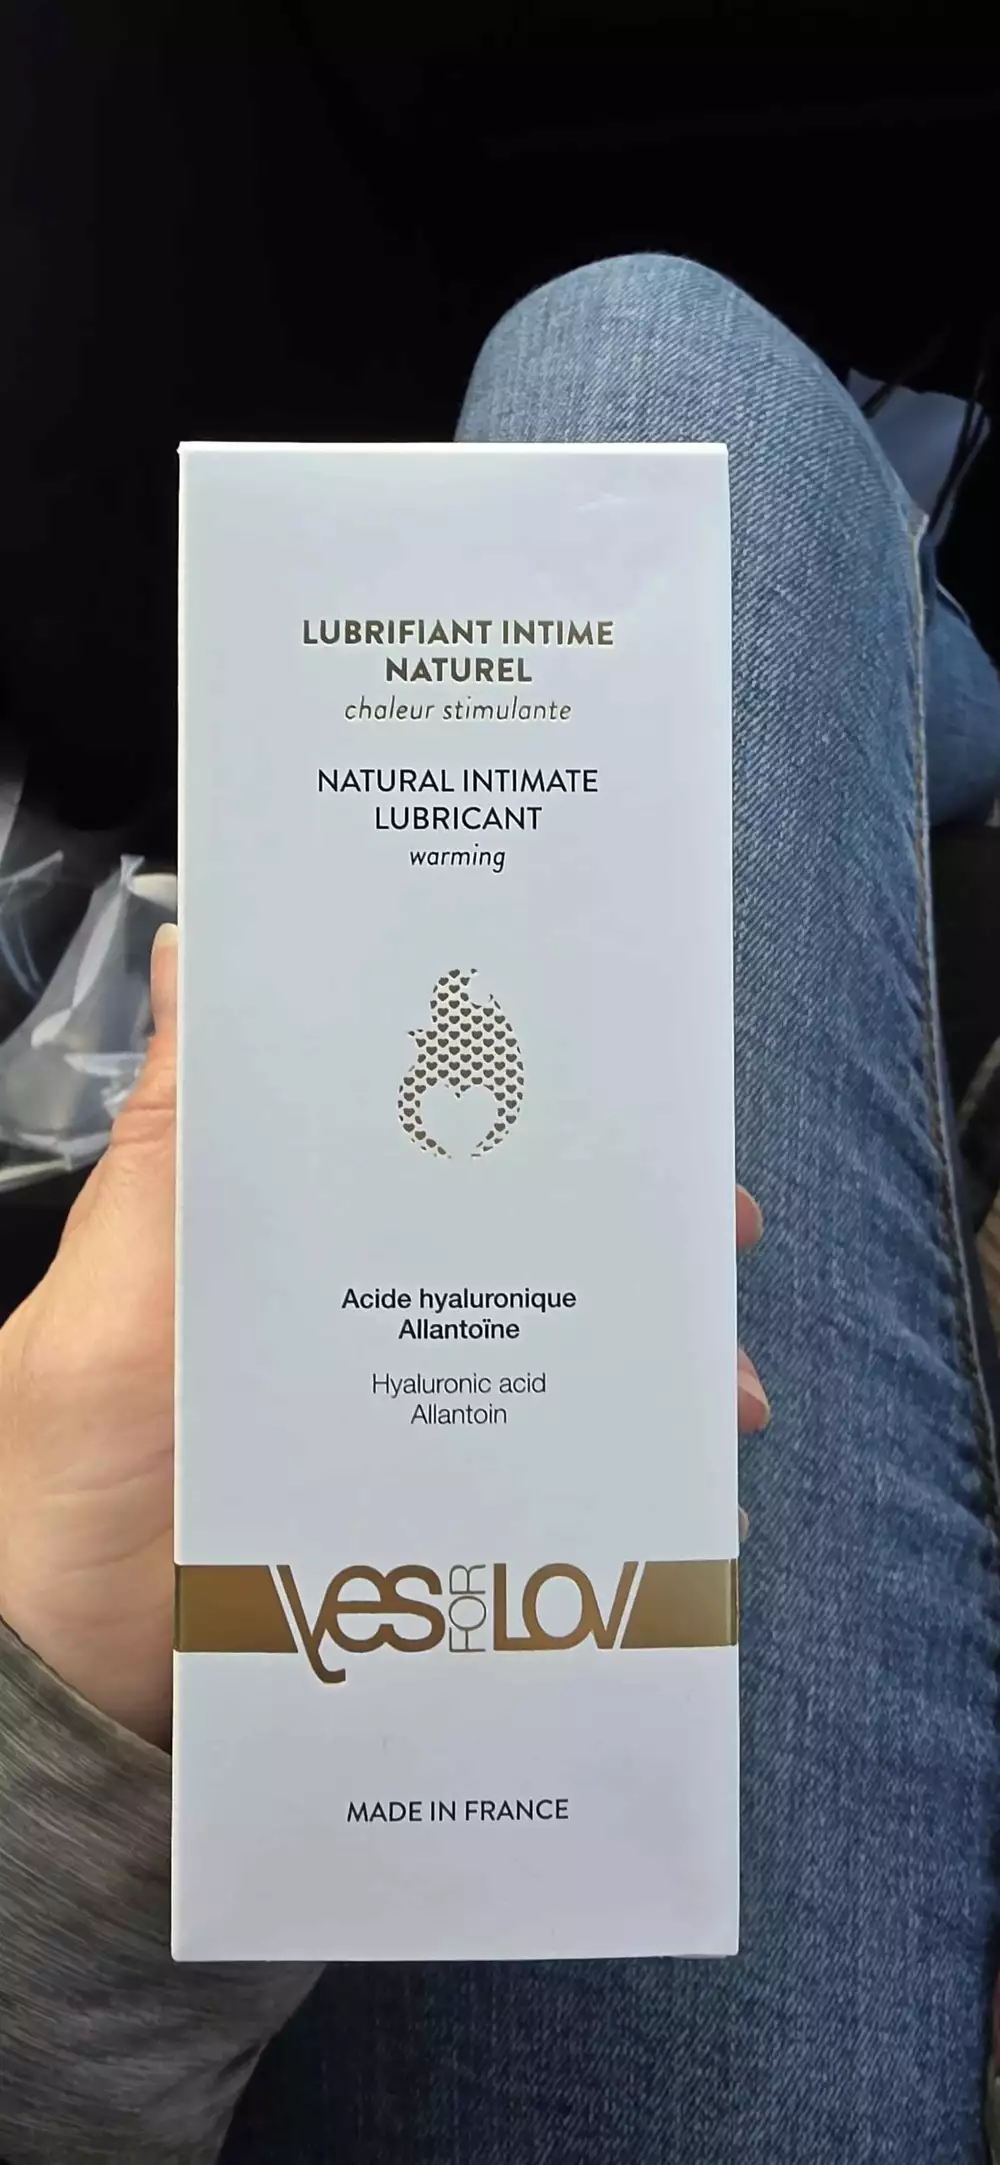 LUBRIFIANT INTIME
NATUREL
chaleur stimulante
NATURAL INTIMATE
LUBRICANT
warming
Acide hyaluronique
Allantoïne
Hyaluronic acid
Allantoin
Yes FOR LOV
MADE IN FRANCE